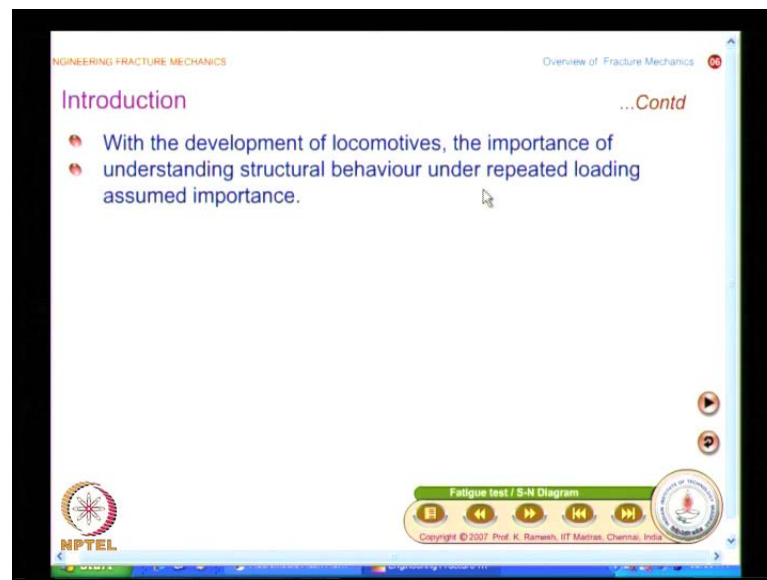 NGINEERING FRACTURE MECHANICS
Overview of Fracture Mechanics 06
Introduction
...Contd
With the development of locomotives, the importance of
understanding structural behaviour under repeated loading
assumed importance.
Fatigue test / S-N Diagram
Copyright © 2007 Prof. K. Ramesh, IIT Madras, Chennai, India
NPTEL